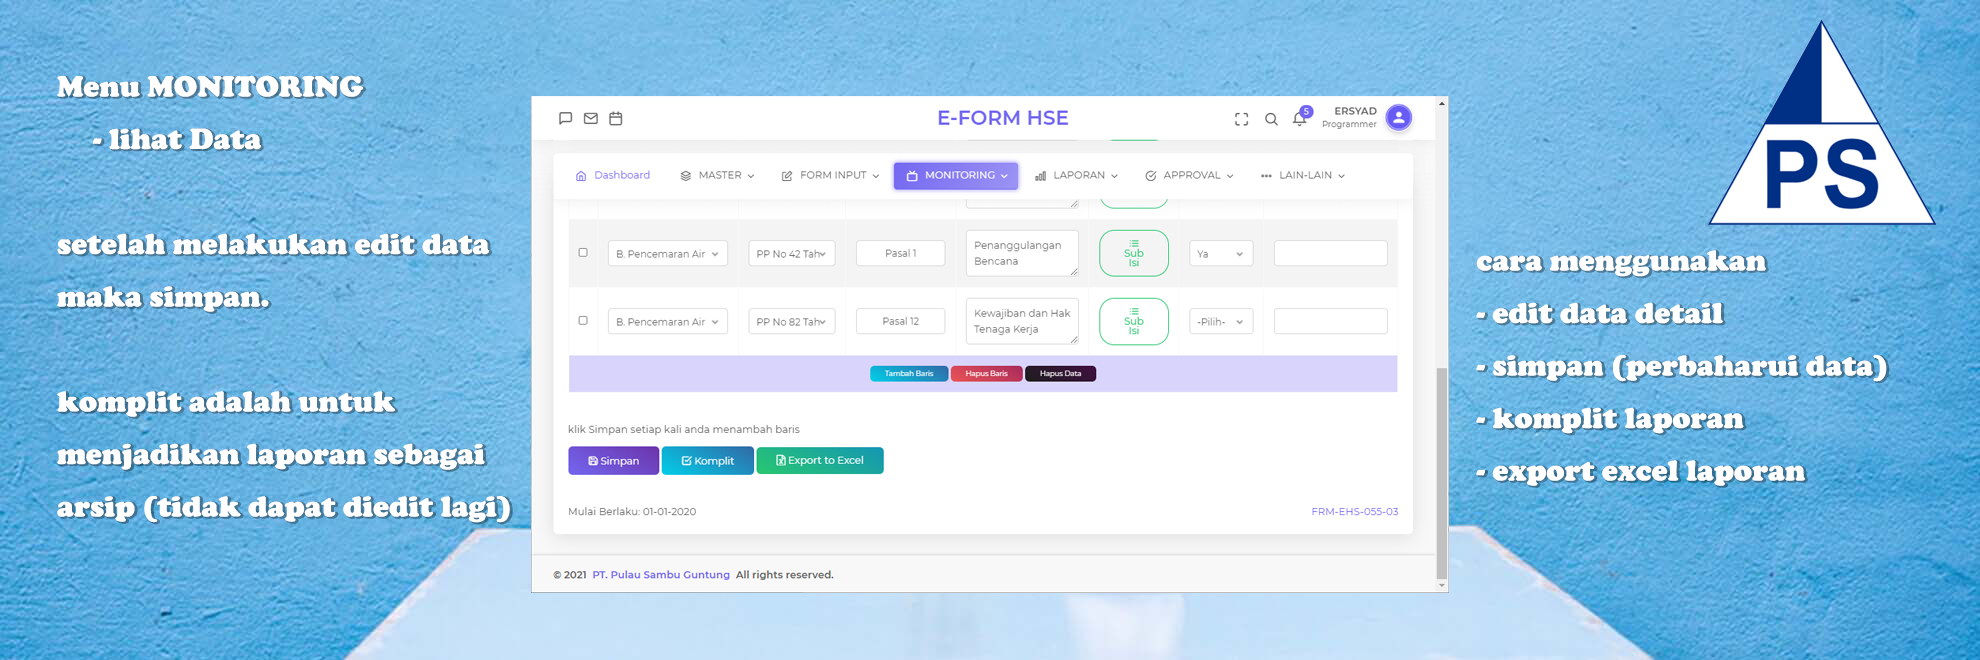 Menu MONITORING
- lihat Data
setelah melakukan edit data
maka simpan.
komplit adalah untuk
menjadikan laporan sebagai
arsip (tidak dapat diedit lagi)
E-FORM HSE
5
ERSYAD
Programmer
Dashboard MASTER FORM INPUT MONITORING LAPORAN APPROVAL LAIN-LAIN
B. Pencemaran Air PP No 42 Tah Pasal 1 Penanggulangan Bencana Sub Isi Ya
B. Pencemaran Air PP No 82 Tah Pasal 12 Kewajiban dan Hak Tenaga Kerja Sub Isi -Pilih-
Tambah Baris Hapus Baris Hapus Data
klik Simpan setiap kali anda menambah baris
Simpan Komplit Export to Excel
Mulai Berlaku: 01-01-2020 FRM-EHS-055-03
© 2021 PT. Pulau Sambu Guntung All rights reserved.
PS
cara menggunakan
- edit data detail
- simpan (perbaharui data)
- komplit laporan
- export excel laporan